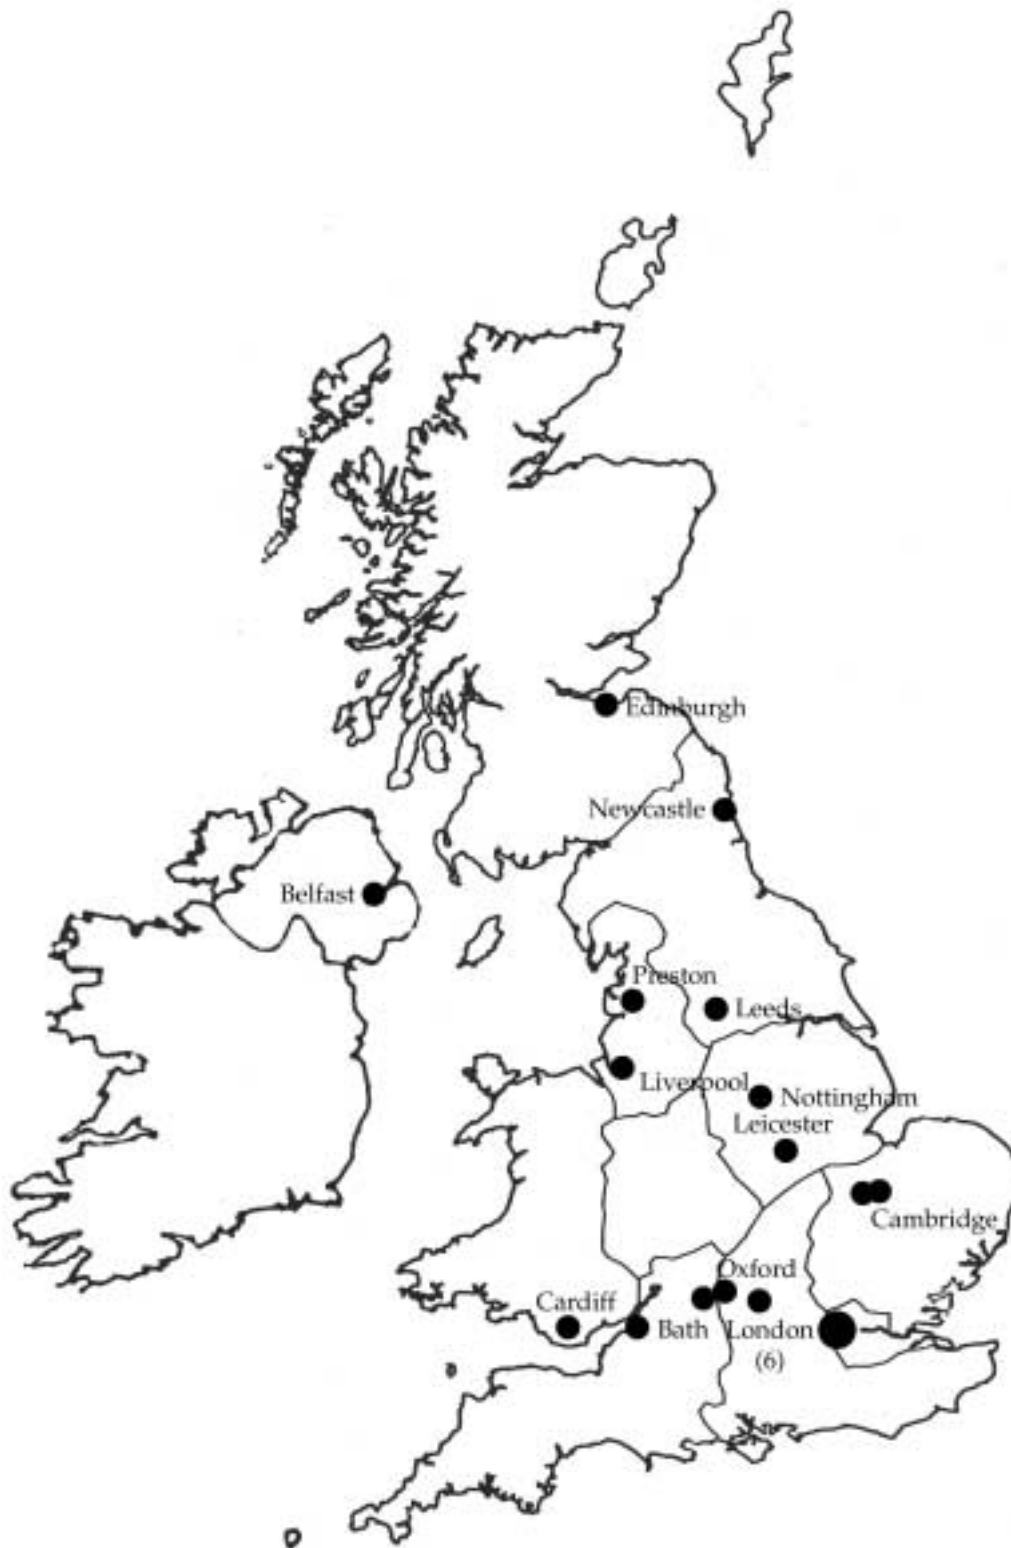 Edinburgh
Newcastle
Belfast
Preston
Leeds
Liverpool
Nottingham
Leicester
Cambridge
Oxford
Cardiff
Bath
London
(6)